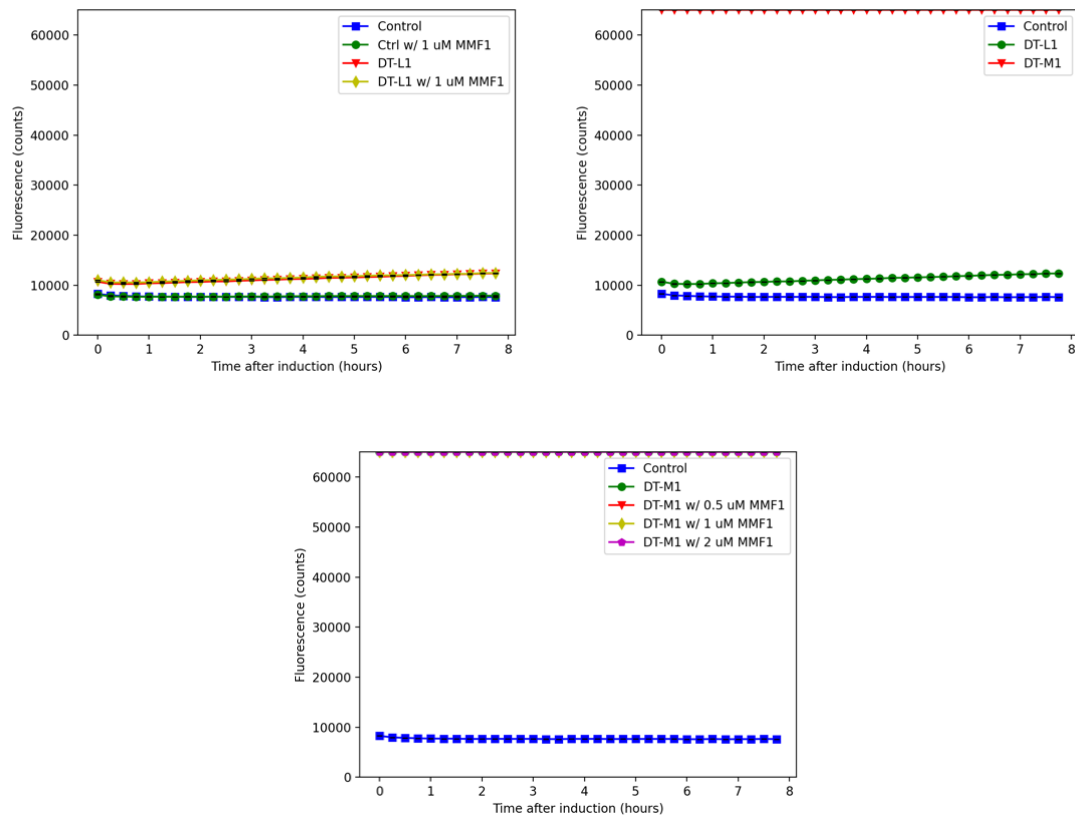 Control
Ctrl w/ 1 uM MMF1
DT-L1
DT-L1 w/ 1 uM MMF1
60000
50000
40000
30000
20000
10000
0
Fluorescence (counts)
0 1 2 3 4 5 6 7 8
Time after induction (hours)
Control
DT-L1
DT-M1
60000
50000
40000
30000
20000
10000
0
Fluorescence (counts)
0 1 2 3 4 5 6 7 8
Time after induction (hours)
Control
DT-M1
DT-M1 w/ 0.5 uM MMF1
DT-M1 w/ 1 uM MMF1
DT-M1 w/ 2 uM MMF1
60000
50000
40000
30000
20000
10000
0
Fluorescence (counts)
0 1 2 3 4 5 6 7 8
Time after induction (hours)